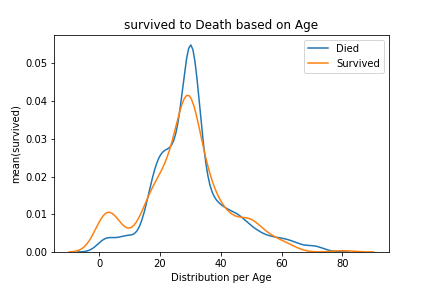 survived to Death based on Age
Died
Survived
mean(survived)
0.05
0.04
0.03
0.02
0.01
0.00
0 20 40 60 80
Distribution per Age